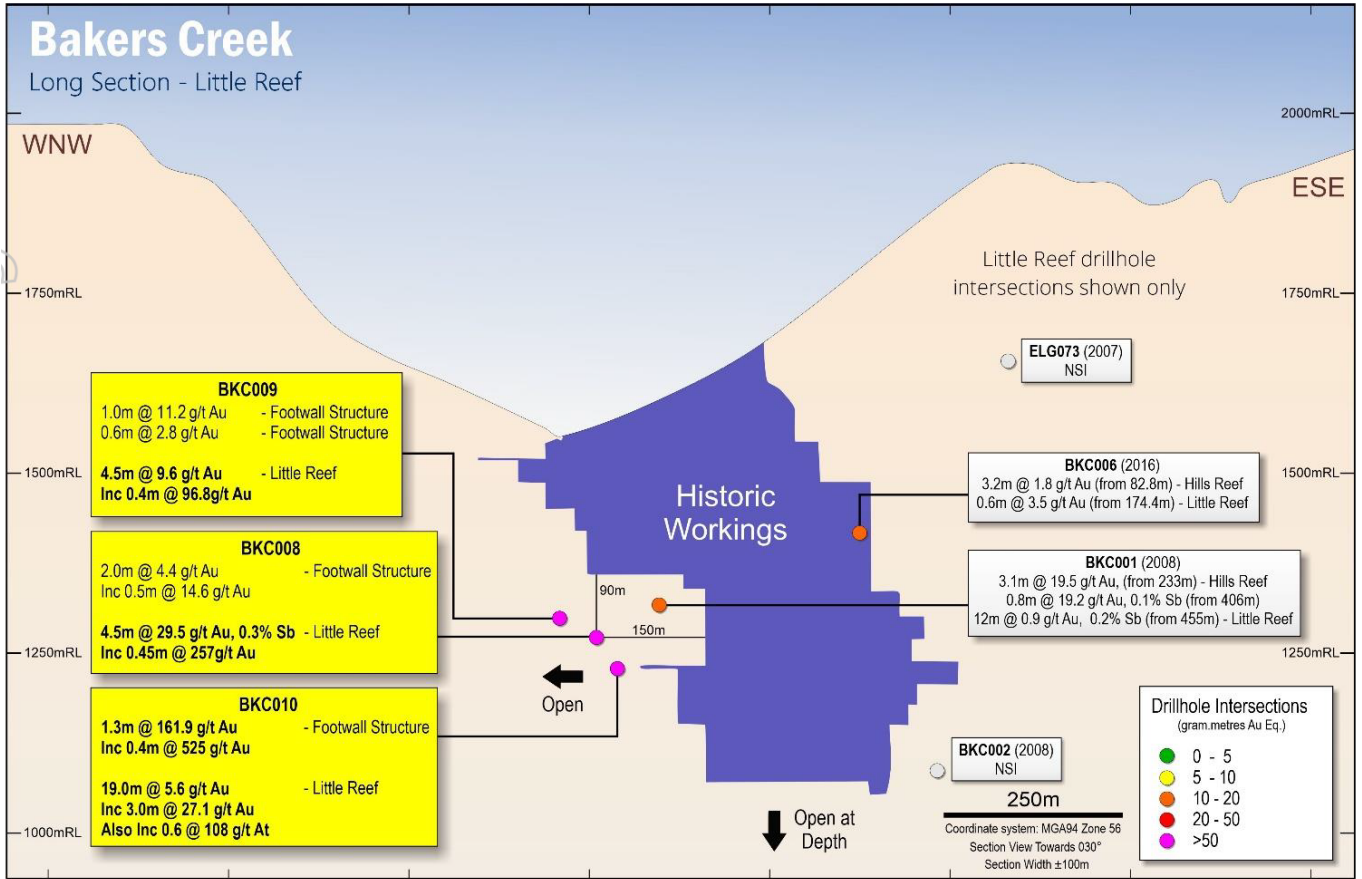 Bakers Creek
Long Section - Little Reef
2000mRL
WNW
ESE
Little Reef drillhole
intersections shown only
1750mRL
1750mRL
ELG073 (2007)
NSI
BKC009
1.0m @ 11.2 g/t Au - Footwall Structure
0.6m @ 2.8 g/t Au - Footwall Structure
4.5m @ 9.6 g/t Au - Little Reef
Inc 0.4m @ 96.8g/t Au
1500mRL
1500mRL
BKC006 (2016)
3.2m @ 1.8 g/t Au (from 82.8m) - Hills Reef
0.6m @ 3.5 g/t Au (from 174.4m) - Little Reef
Historic
Workings
BKC008
2.0m @ 4.4 g/t Au - Footwall Structure
Inc 0.5m @ 14.6 g/t Au
4.5m @ 29.5 g/t Au, 0.3% Sb - Little Reef
Inc 0.45m @ 257g/t Au
90m
150m
BKC001 (2008)
3.1m @ 19.5 g/t Au, (from 233m) - Hills Reef
0.8m @ 19.2 g/t Au, 0.1% Sb (from 406m)
12m @ 0.9 g/t Au, 0.2% Sb (from 455m) - Little Reef
1250mRL
1250mRL
Open
BKC010
1.3m @ 161.9 g/t Au - Footwall Structure
Inc 0.4m @ 525 g/t Au
19.0m @ 5.6 g/t Au - Little Reef
Inc 3.0m @ 27.1 g/t Au
Also Inc 0.6 @ 108 g/t At
1000mRL
Open at
Depth
BKC002 (2008)
NSI
250m
Coordinate system: MGA94 Zone 56
Section View Towards 030°
Section Width ±100m
Drillhole Intersections
(gram.metres Au Eq.)
0 - 5
5 - 10
10 - 20
20 - 50
>50